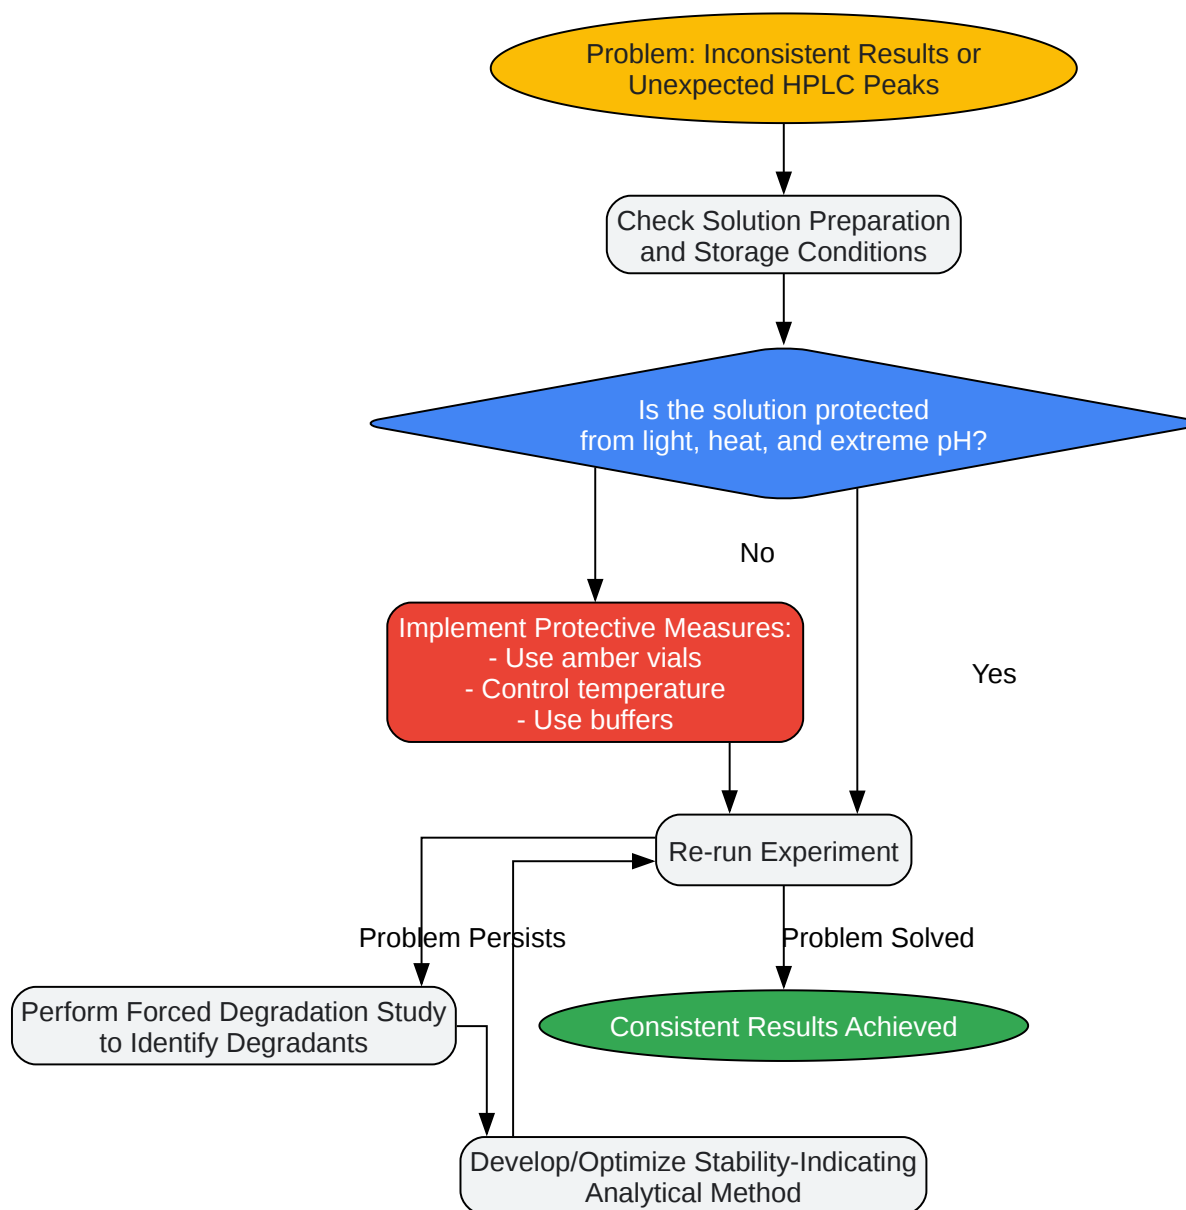 Problem: Inconsistent Results or
Unexpected HPLC Peaks
Check Solution Preparation
and Storage Conditions
Is the solution protected
from light, heat, and extreme pH?
No
Implement Protective Measures:
- Use amber vials
- Control temperature
- Use buffers
Yes
Re-run Experiment
Problem Persists
Problem Solved
Perform Forced Degradation Study
to Identify Degradants
Consistent Results Achieved
Develop/Optimize Stability-Indicating
Analytical Method